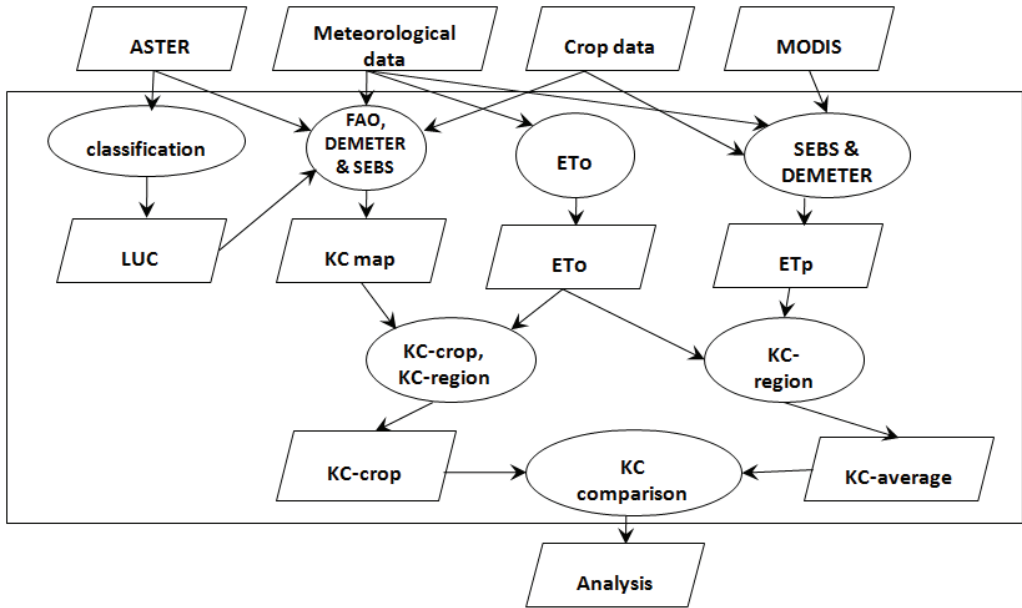 ASTER
Meteorological
data
Crop data
MODIS
classification
FAO,
DEMETER
& SEBS
ETo
SEBS &
DEMETER
LUC
KC map
ETo
ETp
KC-crop,
KC-region
KC-
region
KC-crop
KC
comparison
KC-average
Analysis